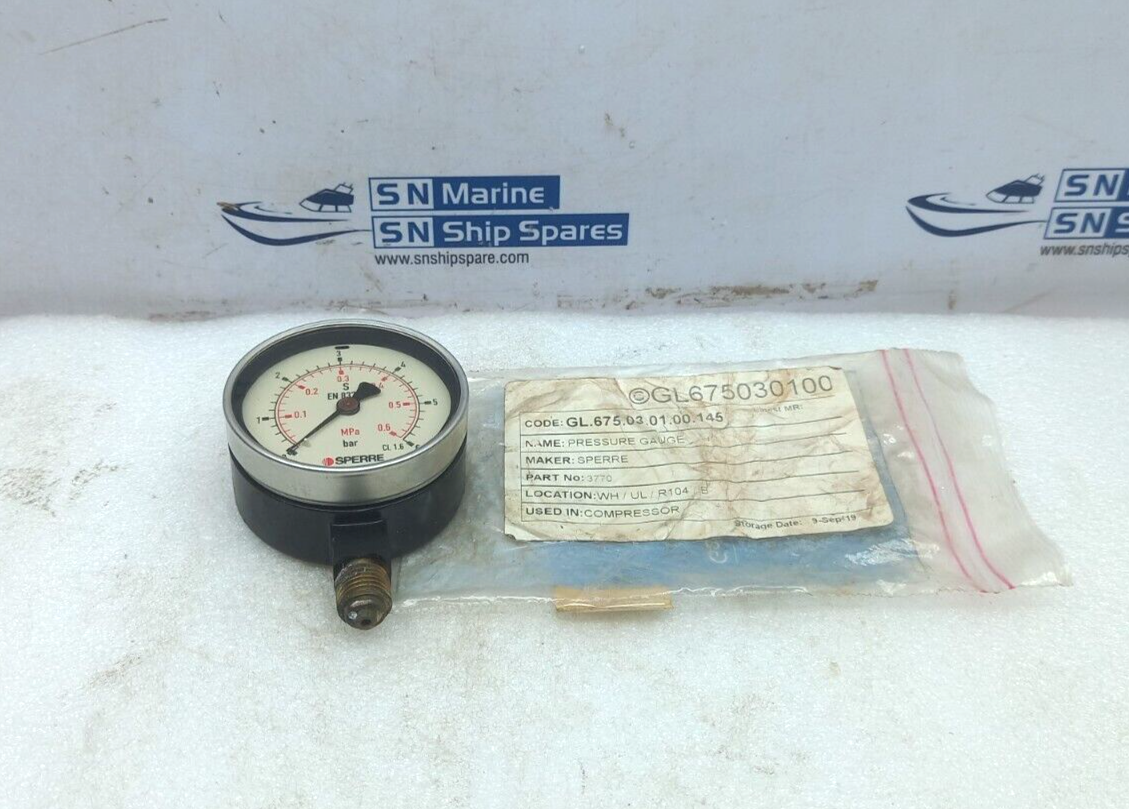 SN Marine
SN Ship Spares
www.snshipspare.com
SN
SN S
www.snships
3
2
4
0.3
0.2
S
EN 837
1
5
0.1
0.5
MPa
0.6
bar
CL 1.6
SPERRE
©GL675030100
CODE: GL.675.03.01.00.145
NAME: PRESSURE GAUGE
MAKER: SPERRE
PART No: 3770
LOCATION: WH / UL / R104 / B
USED IN: COMPRESSOR
Storage Date: 9-Sep-19